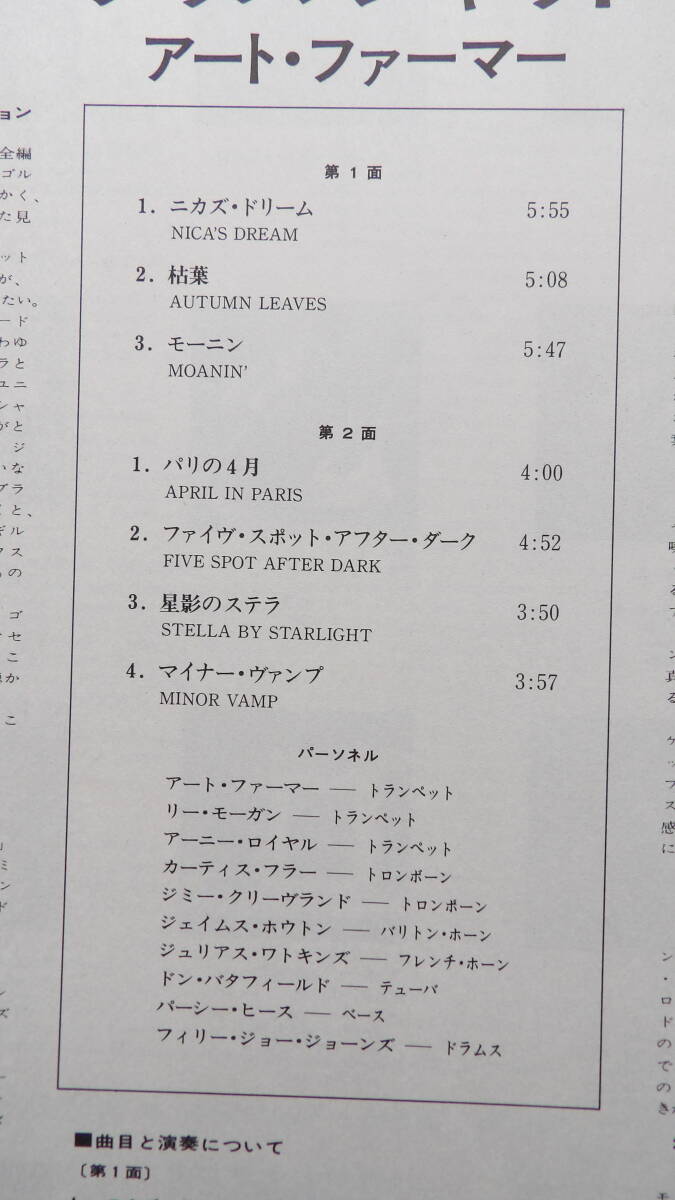 アート・ファーマー
第1面
1. ニカズ・ドリーム 5:55
NICA'S DREAM
2. 枯葉 5:08
AUTUMN LEAVES
3. モーニン 5:47
MOANIN'
第2面
1. パリの4月 4:00
APRIL IN PARIS
2. ファイヴ・スポット・アフター・ダーク 4:52
FIVE SPOT AFTER DARK
3. 星影のステラ 3:50
STELLA BY STARLIGHT
4. マイナー・ヴァンプ 3:57
MINOR VAMP
パーソネル
アート・ファーマー ── トランペット
リー・モーガン ── トランペット
アーニー・ロイヤル ── トランペット
カーティス・フラー ── トロンボーン
ジミー・クリーヴランド ── トロンボーン
ジェイムス・ホウトン ── バリトン・ホーン
ジュリアス・ワトキンズ ── フレンチ・ホーン
ドン・バタフィールド ── テューバ
パーシー・ヒース ── ベース
フィリー・ジョー・ジョーンズ ── ドラムス
■曲目と演奏について
〔第1面〕